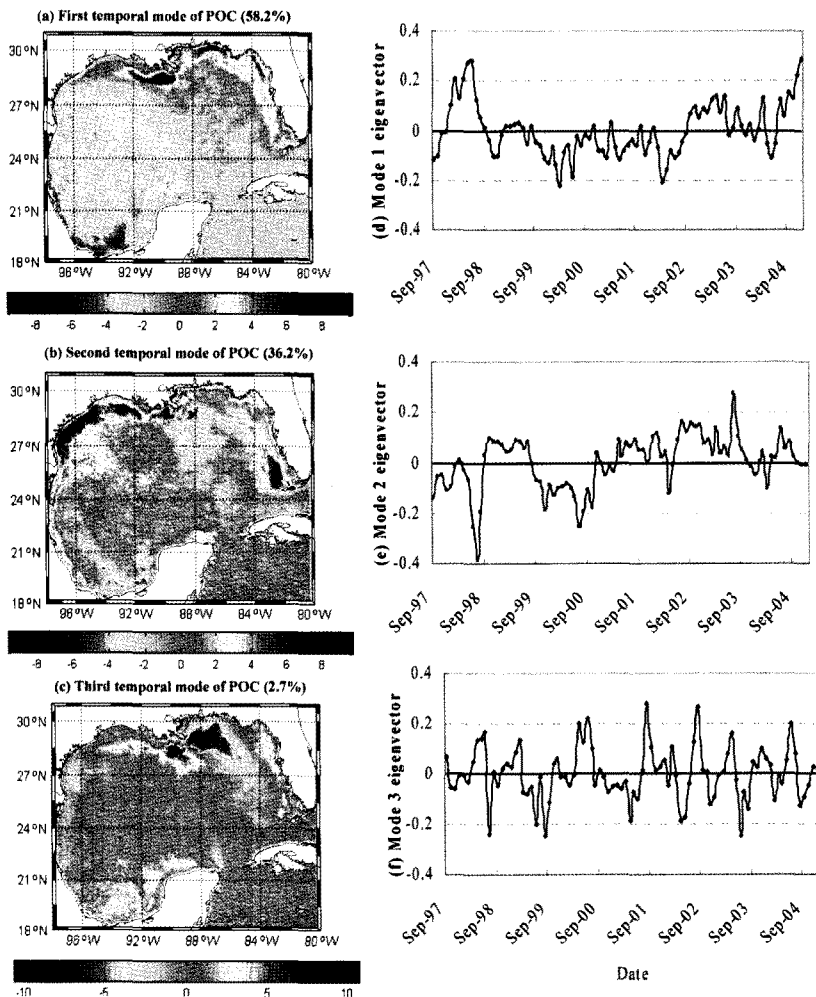 (a) First temporal mode of POC (58.2%)
30°N
27°N
24°N
21°N
18°N
96°W 92°W 88°W 84°W 80°W
-8 -6 -4 -2 0 2 4 6 8
0.4
0.2
0
-0.2
-0.4
(d) Mode 1 eigenvector
Sep-97 Sep-98 Sep-99 Sep-00 Sep-01 Sep-02 Sep-03 Sep-04
(b) Second temporal mode of POC (36.2%)
30°N
27°N
24°N
21°N
18°N
96°W 92°W 88°W 84°W 80°W
-8 -6 -4 -2 0 2 4 6 8
0.4
0.2
0
-0.2
-0.4
(e) Mode 2 eigenvector
Sep-97 Sep-98 Sep-99 Sep-00 Sep-01 Sep-02 Sep-03 Sep-04
(c) Third temporal mode of POC (2.7%)
30°N
27°N
24°N
21°N
18°N
96°W 92°W 88°W 84°W 80°W
-10 -5 0 5 10
0.4
0.2
0
-0.2
-0.4
(f) Mode 3 eigenvector
Sep-97 Sep-98 Sep-99 Sep-00 Sep-01 Sep-02 Sep-03 Sep-04
Date